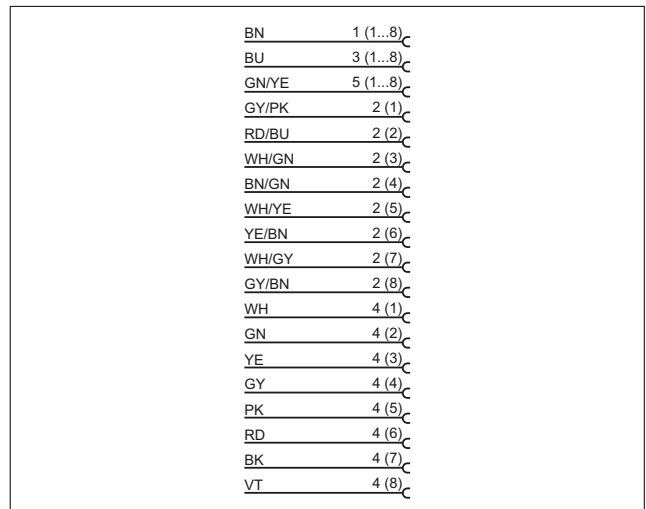 BN 1 (1...8)
BU 3 (1...8)
GN/YE 5 (1...8)
GY/PK 2 (1)
RD/BU 2 (2)
WH/GN 2 (3)
BN/GN 2 (4)
WH/YE 2 (5)
YE/BN 2 (6)
WH/GY 2 (7)
GY/BN 2 (8)
WH 4 (1)
GN 4 (2)
YE 4 (3)
GY 4 (4)
PK 4 (5)
RD 4 (6)
BK 4 (7)
VT 4 (8)